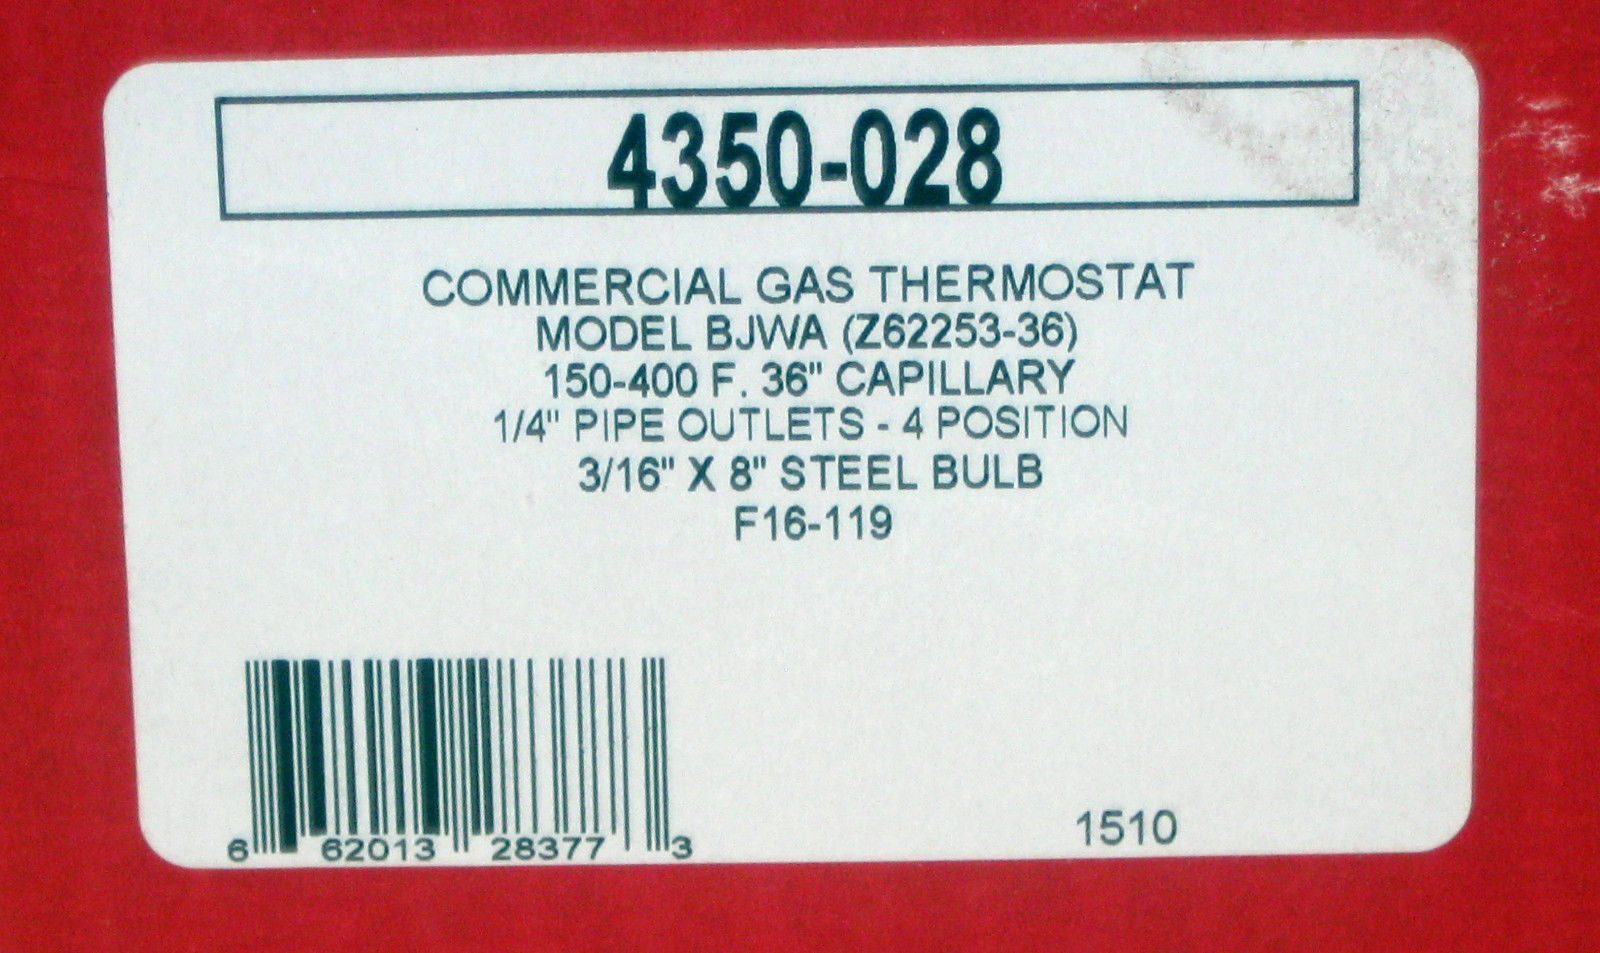 4350-028
COMMERCIAL GAS THERMOSTAT
MODEL BJWA (Z62253-36)
150-400 F. 36" CAPILLARY
1/4" PIPE OUTLETS - 4 POSITION
3/16" X 8" STEEL BULB
F16-119
6 62013 28377 3
1510